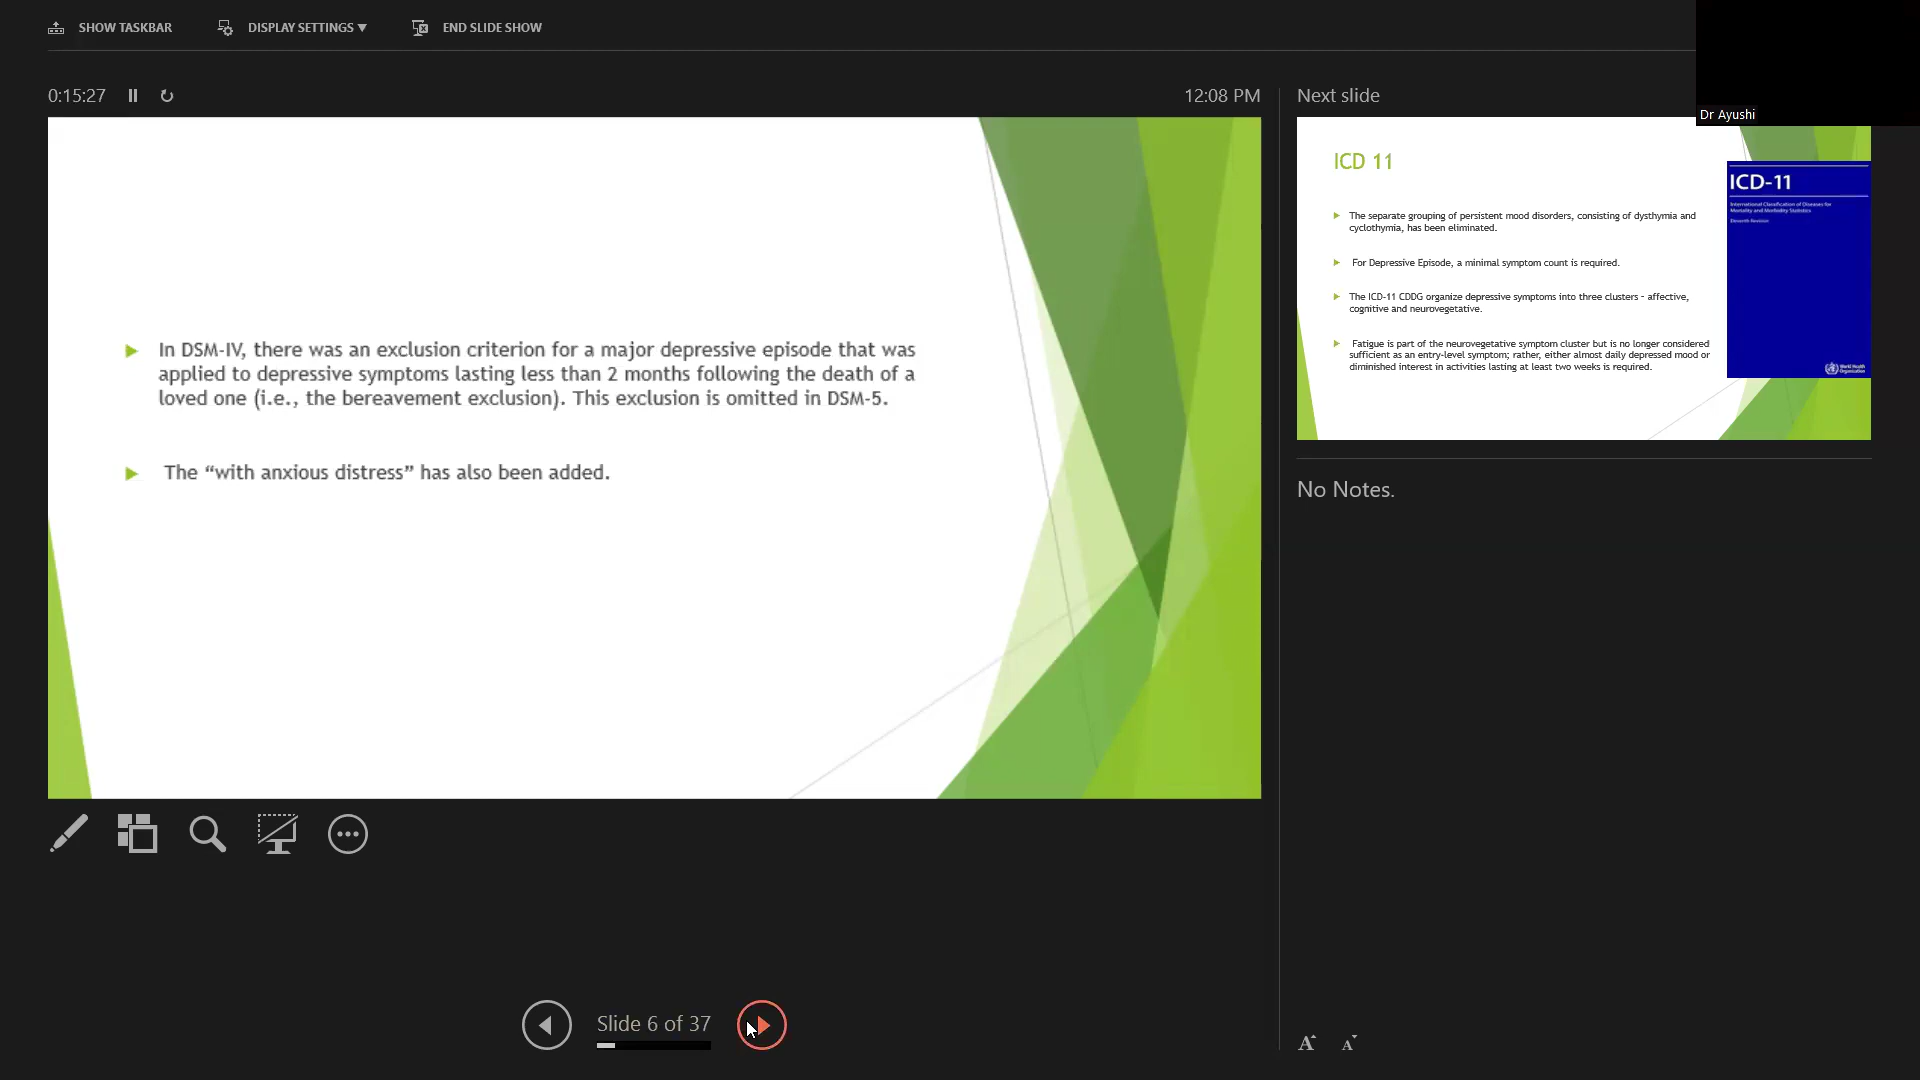 SHOW TASKBAR
DISPLAY SETTINGS
END SLIDE SHOW
0:15:27
12:08 PM
Next slide
Dr Ayushi
In DSM-IV, there was an exclusion criterion for a major depressive episode that was
applied to depressive symptoms lasting less than 2 months following the death of a
loved one (i.e., the bereavement exclusion). This exclusion is omitted in DSM-5.
The “with anxious distress” has also been added.
ICD 11
The separate grouping of persistent mood disorders, consisting of dysthymia and
cyclothymia, has been eliminated.
For Depressive Episode, a minimal symptom count is required.
The ICD-11 CDDG organize depressive symptoms into three clusters - affective,
cognitive and neurovegetative.
Fatigue is part of the neurovegetative symptom cluster but is no longer considered
sufficient as an entry-level symptom; rather, either almost daily depressed mood or
diminished interest in activities lasting at least two weeks is required.
ICD-11
International Classification of Diseases for
Mortality and Morbidity Statistics
Eleventh Revision
World Health
Organization
No Notes.
Slide 6 of 37
A A